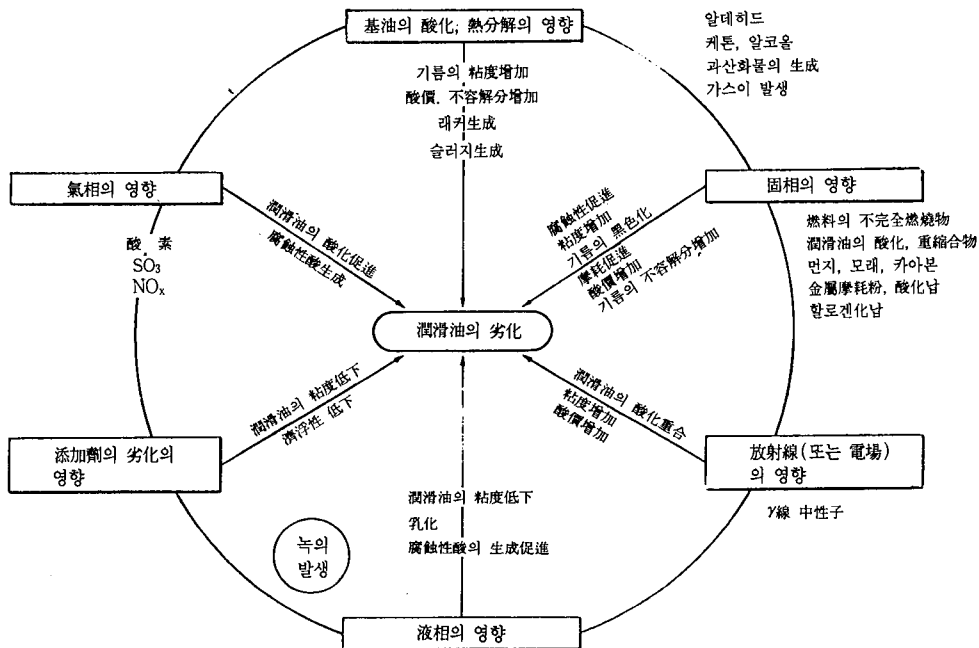 基油의 酸化; 熱分解의 영향
알데히드
케톤, 알코올
과산화물의 生成
가스이 발생
기름의 粘度增加
酸價, 不容解分增加
래커生成
슬러지生成
氣相의 영향
酸 素
SO₃
NOₓ
潤滑油의 酸化促進
腐蝕性酸生成
固相의 영향
燃料의 不完全燃燒物
潤滑油의 酸化, 重縮合物
먼지, 모래, 카아본
金屬摩耗粉, 酸化납
할로겐化납
腐蝕性促進
粘度增加
기름의 黑色化
摩耗促進
酸價增加
기름의 不容解分增加
潤滑油의 劣化
添加劑의 劣化의
영향
潤滑油의 粘度低下
淸浮性 低下
潤滑油의 酸化重合
粘度增加
酸價增加
放射線(또는 電場)
의 영향
γ線 中性子
潤滑油의 粘度低下
乳化
腐蝕性酸의 生成促進
녹의
발생
液相의 영향